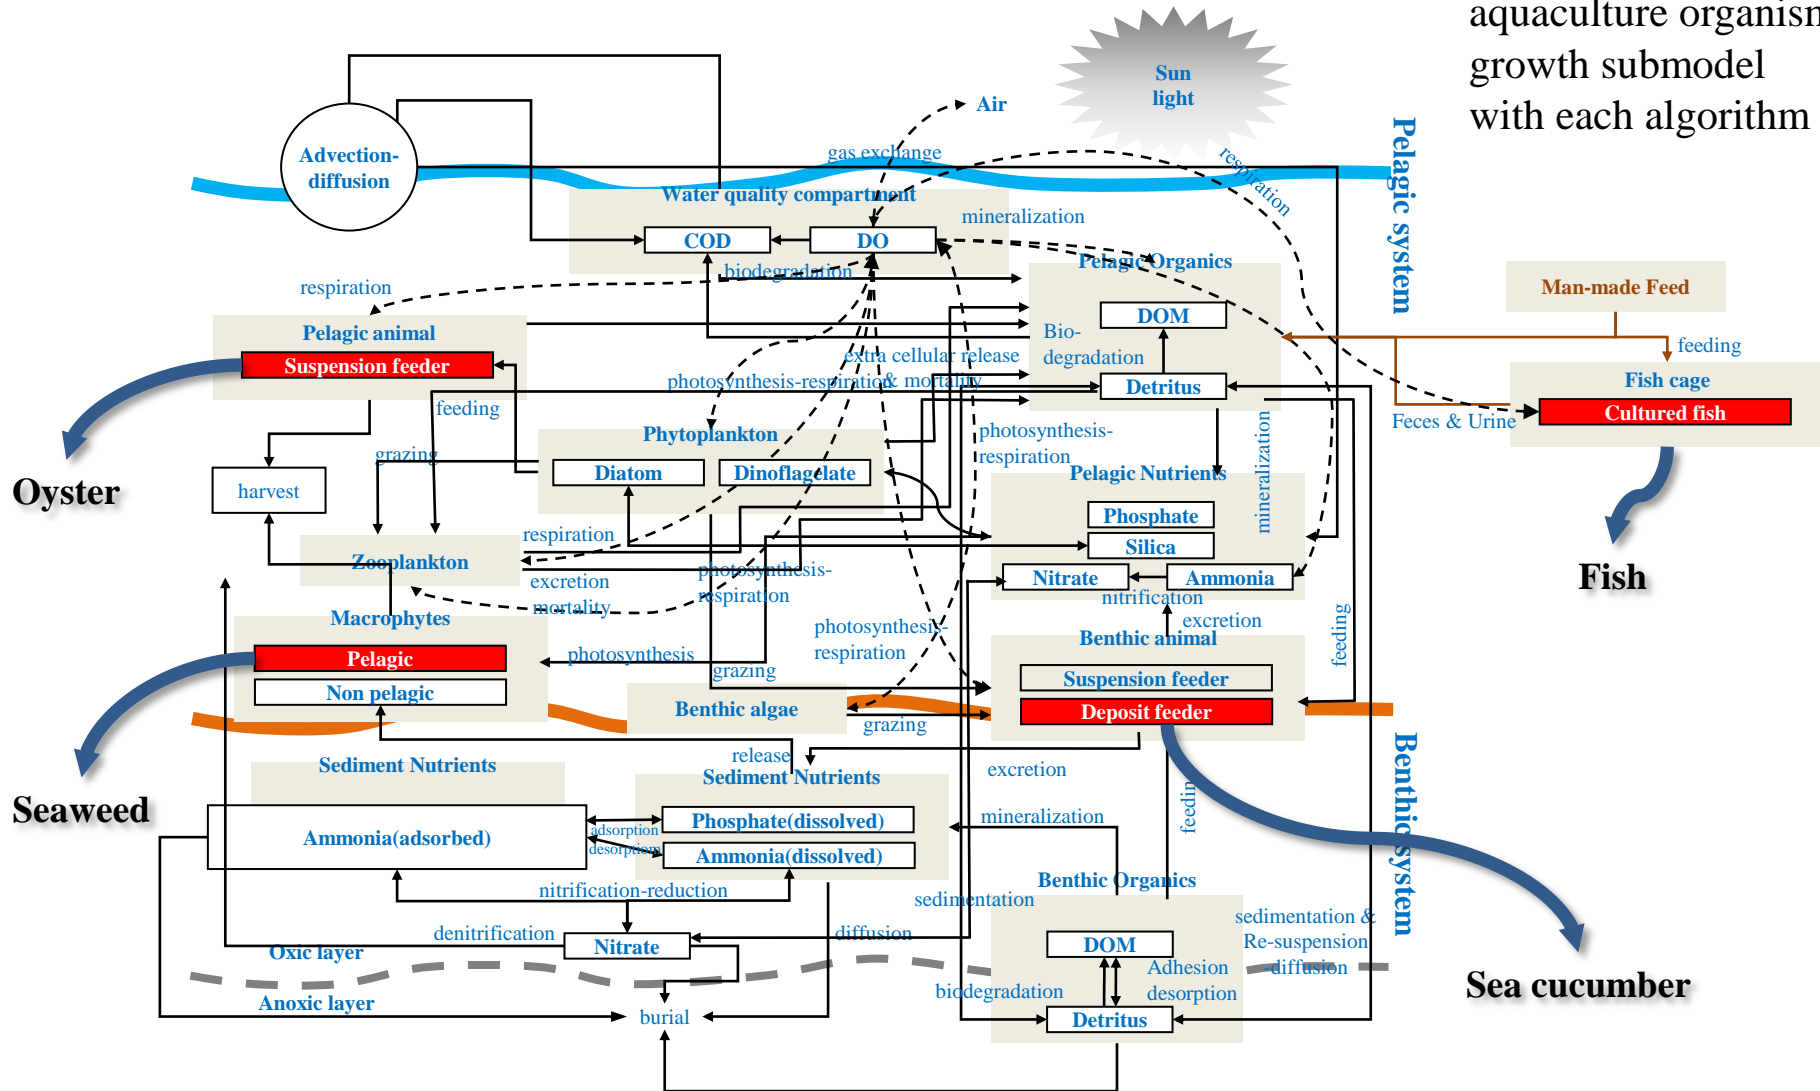 aquaculture organism
growth submodel
with each algorithm
Sun
light
Air
Advection-
diffusion
gas exchange
respiration
Pelagic system
Water quality compartment
mineralization
COD
DO
biodegradation
Pelagic Organics
respiration
Man-made Feed
Pelagic animal
DOM
Bio-
degradation
Suspension feeder
extra cellular release
& mortality
photosynthesis-respiration
feeding
Detritus
Fish cage
Cultured fish
Feces & Urine
feeding
Phytoplankton
photosynthesis-
respiration
mineralization
grazing
Diatom
Dinoflagelate
Pelagic Nutrients
Oyster
harvest
Phosphate
respiration
Silica
Zooplankton
excretion
mortality
photosynthesis-
respiration
Nitrate
Ammonia
nitrification
Fish
Macrophytes
excretion
feeding
photosynthesis-
respiration
Benthic animal
Pelagic
photosynthesis
grazing
Suspension feeder
Non pelagic
Benthic algae
Deposit feeder
grazing
release
Sediment Nutrients
Sediment Nutrients
excretion
Benthic system
Seaweed
feeding
Phosphate(dissolved)
mineralization
adsorption
desorptiom
Ammonia(adsorbed)
Ammonia(dissolved)
nitrification-reduction
Benthic Organics
sedimentation
sedimentation &
Re-suspension
-diffusion
denitrification
Nitrate
diffusion
DOM
Oxic layer
Adhesion
desorption
biodegradation
Sea cucumber
Anoxic layer
burial
Detritus